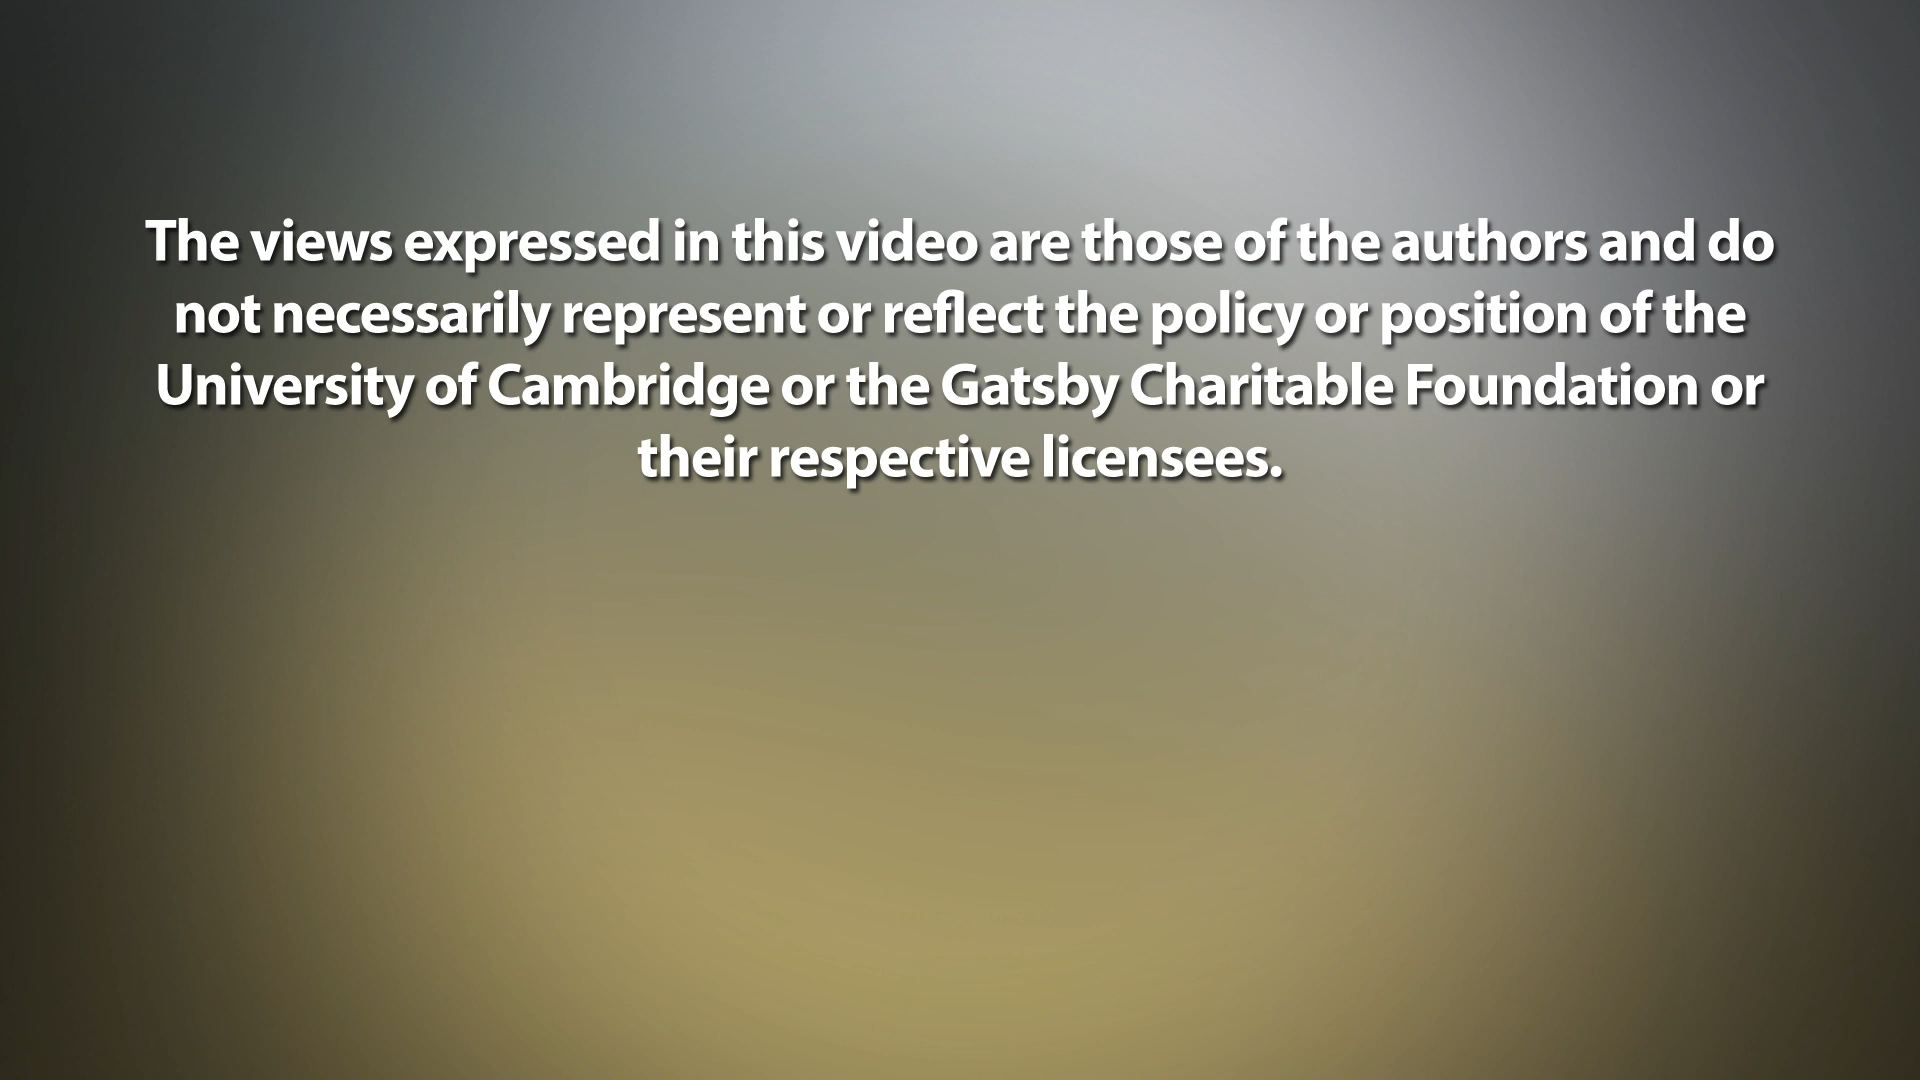 The views expressed in this video are those of the authors and do
not necessarily represent or reflect the policy or position of the
University of Cambridge or the Gatsby Charitable Foundation or
their respective licensees.